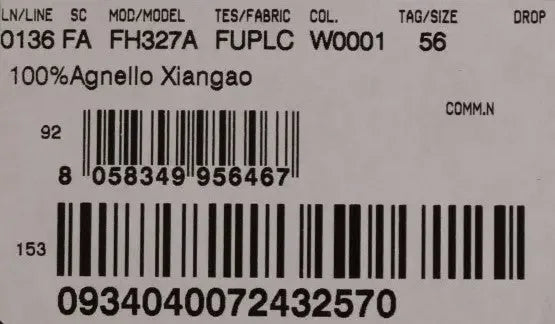 LN/LINE SC MOD/MODEL TES/FABRIC COL. TAG/SIZE DROP
0136 FA FH327A FUPLC W0001 56
100%Agnello Xiangao
COMM.N
92
8 058349 956467
153
0934040072432570